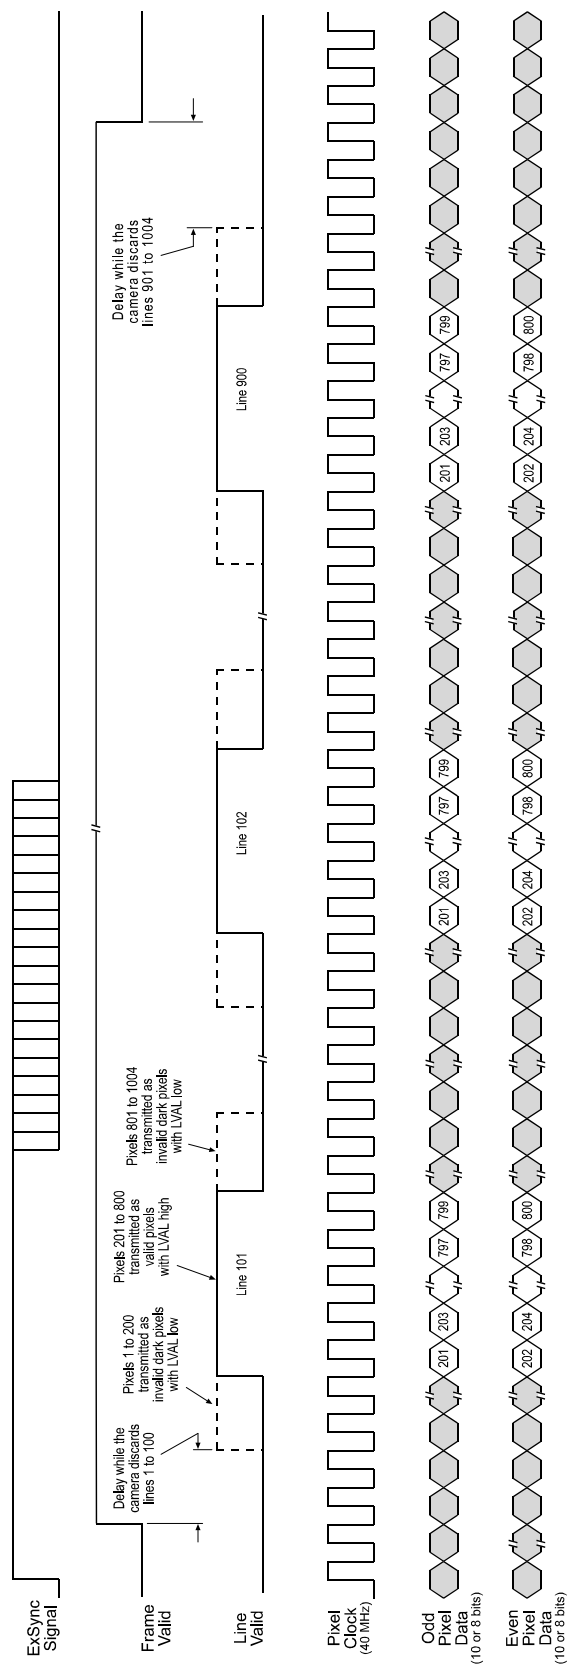 ExSync
Signal
Frame
Valid
Delay while the
camera discards
lines 1 to 100
Pixels 1 to 200
transmitted as
invalid dark pixels
with LVAL low
Pixels 201 to 800
transmitted as
valid pixels
with LVAL high
Pixels 801 to 1004
transmitted as
invalid dark pixels
with LVAL low
Delay while the
camera discards
lines 901 to 1004
Line
Valid
Line 101
Line 102
Line 900
Pixel
Clock
(40 MHz)
Odd
Pixel
Data
(10 or 8 bits)
201 203 797 799 201 203 797 799 201 203 797 799
Even
Pixel
Data
(10 or 8 bits)
202 204 798 800 202 204 798 800 202 204 798 800